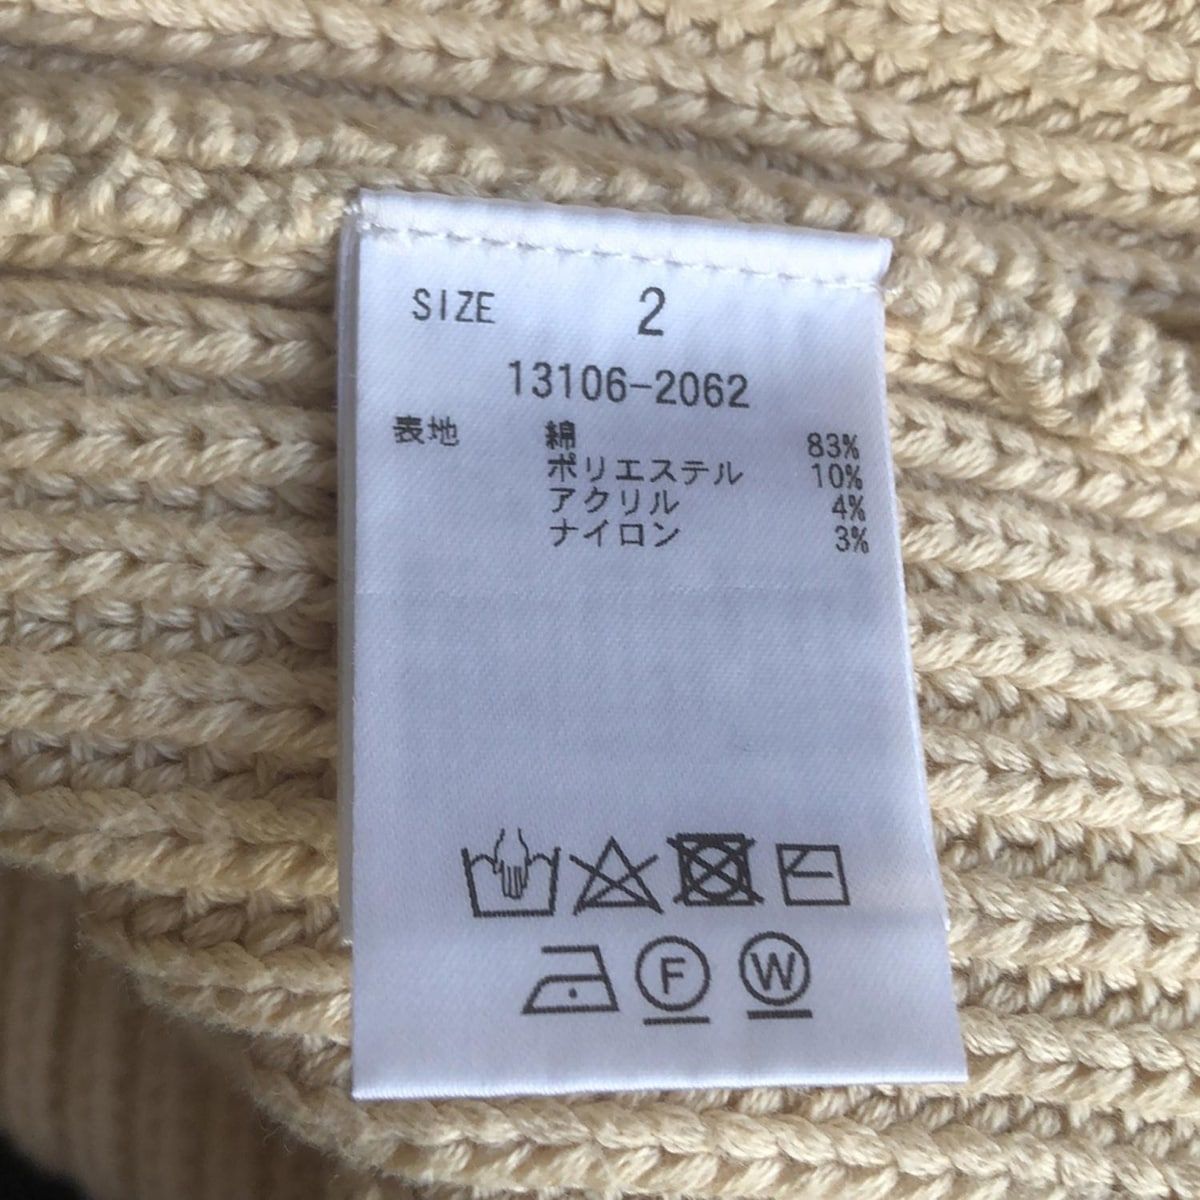 SIZE 2
13106-2062
表地 綿 83%
ポリエステル 10%
アクリル 4%
ナイロン 3%
F W